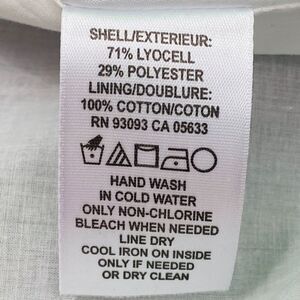 SHELL/EXTERIEUR:
71% LYOCELL
29% POLYESTER
LINING/DOUBLURE:
100% COTTON/COTON
RN 93093 CA 05633
HAND WASH
IN COLD WATER
ONLY NON-CHLORINE
BLEACH WHEN NEEDED
LINE DRY
COOL IRON ON INSIDE
ONLY IF NEEDED
OR DRY CLEAN